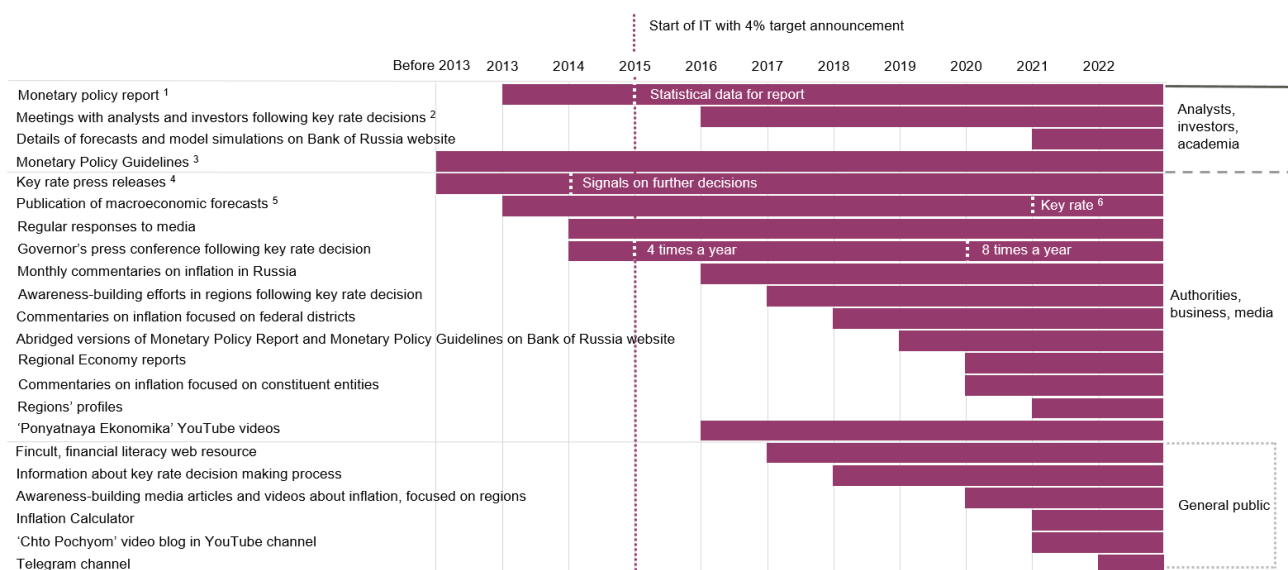 Start of IT with 4% target announcement
Before 2013 2013 2014 2015 2016 2017 2018 2019 2020 2021 2022
Monetary policy report 1
Statistical data for report
Meetings with analysts and investors following key rate decisions 2
Details of forecasts and model simulations on Bank of Russia website
Monetary Policy Guidelines 3
Analysts,
investors,
academia
Key rate press releases 4
Signals on further decisions
Publication of macroeconomic forecasts 5
Key rate 6
Regular responses to media
Governor's press conference following key rate decision
4 times a year
8 times a year
Monthly commentaries on inflation in Russia
Awareness-building efforts in regions following key rate decision
Commentaries on inflation focused on federal districts
Abridged versions of Monetary Policy Report and Monetary Policy Guidelines on Bank of Russia website
Regional Economy reports
Commentaries on inflation focused on constituent entities
Regions' profiles
'Ponyatnaya Ekonomika' YouTube videos
Authorities,
business, media
Fincult, financial literacy web resource
Information about key rate decision making process
Awareness-building media articles and videos about inflation, focused on regions
Inflation Calculator
'Chto Pochyom' video blog in YouTube channel
Telegram channel
General public